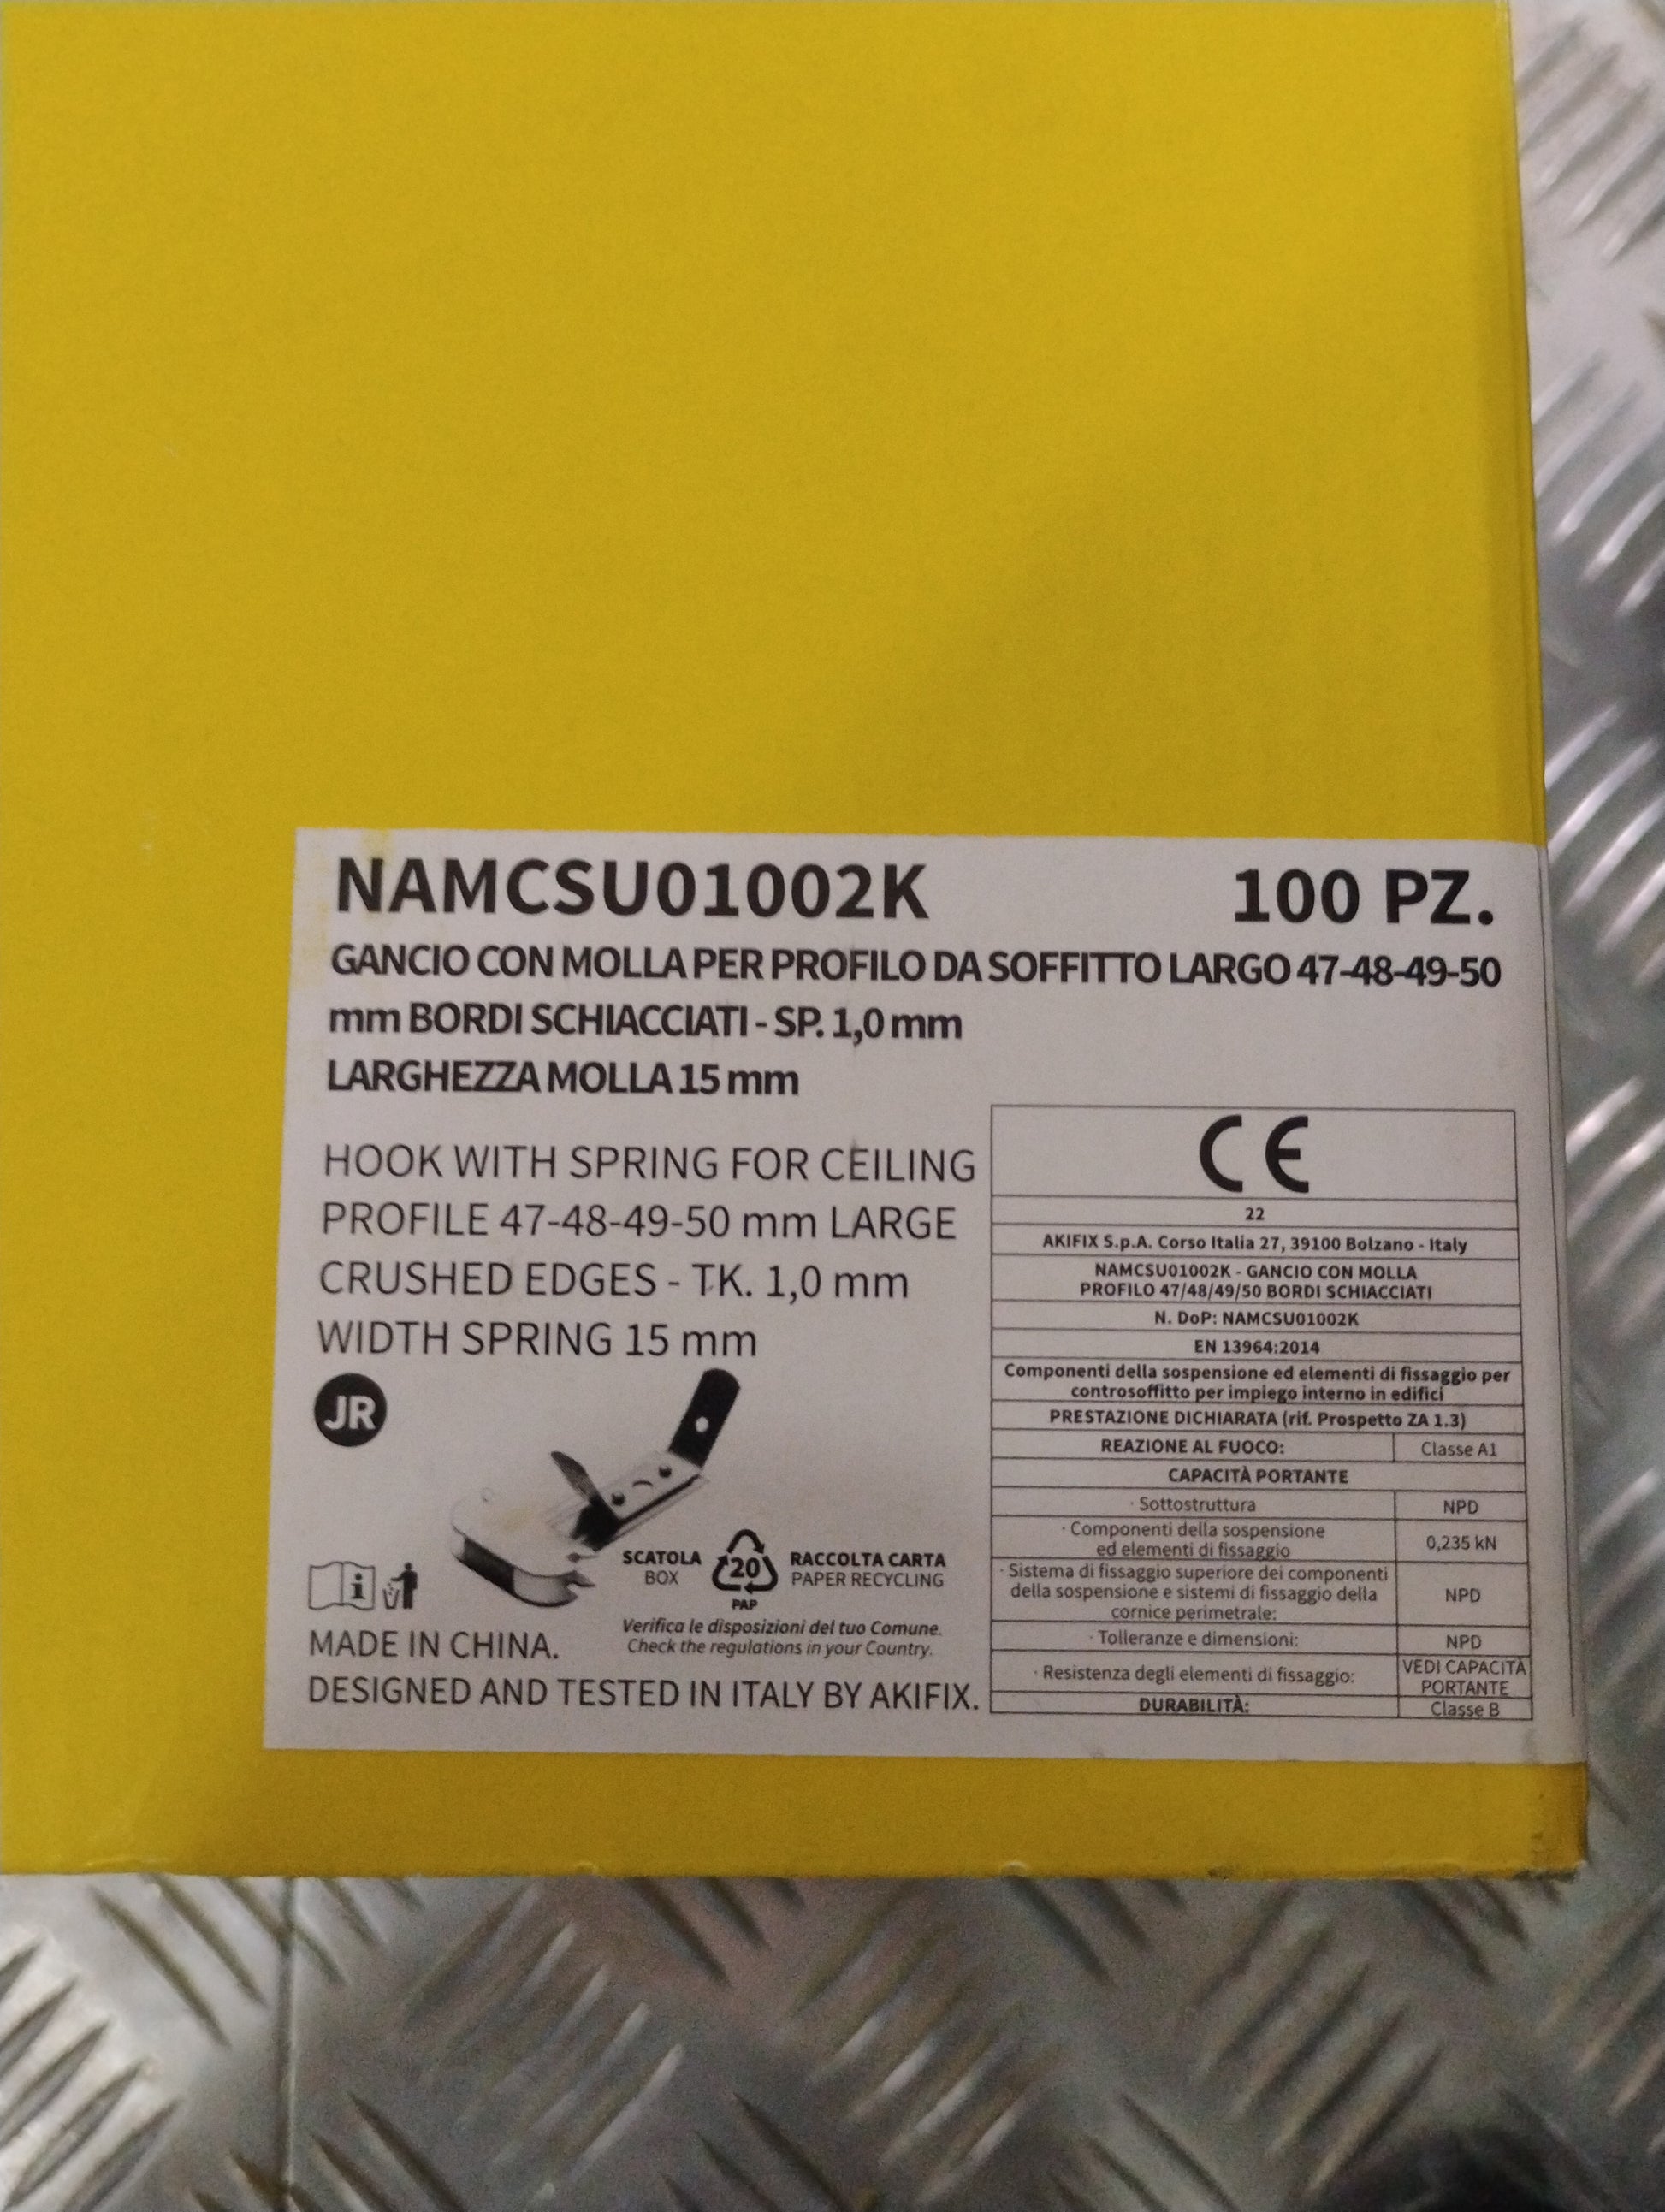 NAMCSU01002K
100 PZ.
GANCIO CON MOLLA PER PROFILO DA SOFFITTO LARGO 47-48-49-50
mm BORDI SCHIACCIATI - SP. 1,0 mm
LARGHEZZA MOLLA 15 mm
HOOK WITH SPRING FOR CEILING
PROFILE 47-48-49-50 mm LARGE
CRUSHED EDGES - TK. 1,0 mm
WIDTH SPRING 15 mm
JR
SCATOLA
BOX
20
PAP
RACCOLTA CARTA
PAPER RECYCLING
Verifica le disposizioni del tuo Comune.
Check the regulations in your Country.
i
MADE IN CHINA.
DESIGNED AND TESTED IN ITALY BY AKIFIX.
CE
22
AKIFIX S.p.A. Corso Italia 27, 39100 Bolzano - Italy
NAMCSU01002K - GANCIO CON MOLLA
PROFILO 47/48/49/50 BORDI SCHIACCIATI
N. DoP: NAMCSU01002K
EN 13964:2014
Componenti della sospensione ed elementi di fissaggio per
controsoffitto per impiego interno in edifici
PRESTAZIONE DICHIARATA (rif. Prospetto ZA 1.3)
REAZIONE AL FUOCO: Classe A1
CAPACITÀ PORTANTE
· Sottostruttura NPD
· Componenti della sospensione
ed elementi di fissaggio 0,235 kN
· Sistema di fissaggio superiore dei componenti
della sospensione e sistemi di fissaggio della NPD
cornice perimetrale:
· Tolleranze e dimensioni: NPD
· Resistenza degli elementi di fissaggio: VEDI CAPACITÀ
PORTANTE
DURABILITÀ: Classe B